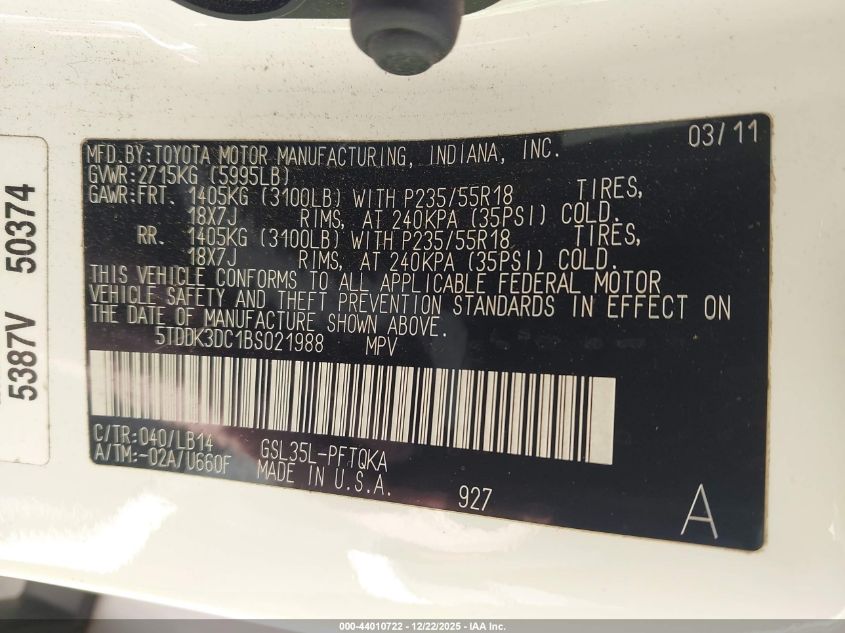 03/11
MFD.BY:TOYOTA MOTOR MANUFACTURING, INDIANA, INC.
GVWR:2715KG (5995LB)
GAWR:FRT. 1405KG (3100LB) WITH P235/55R18 TIRES,
18X7J RIMS, AT 240KPA (35PSI) COLD.
RR. 1405KG (3100LB) WITH P235/55R18 TIRES,
18X7J RIMS, AT 240KPA (35PSI) COLD.
THIS VEHICLE CONFORMS TO ALL APPLICABLE FEDERAL MOTOR
VEHICLE SAFETY AND THEFT PREVENTION STANDARDS IN EFFECT ON
THE DATE OF MANUFACTURE SHOWN ABOVE.
5TDDK3DC1BS021988 MPV
C/TR:040/LB14 GSL35L-PFTQKA
A/TM:-02A/U660F MADE IN U.S.A.
927
A
5387V 50374
000-44010722 - 12/22/2025 - IAA Inc.